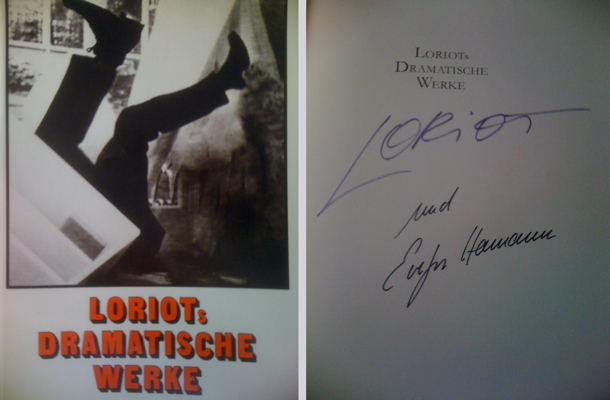 LORIOTs
DRAMATISCHE
WERKE
LORIOTs
DRAMATISCHE
WERKE
LORIOT
und
Evelyn Hamann